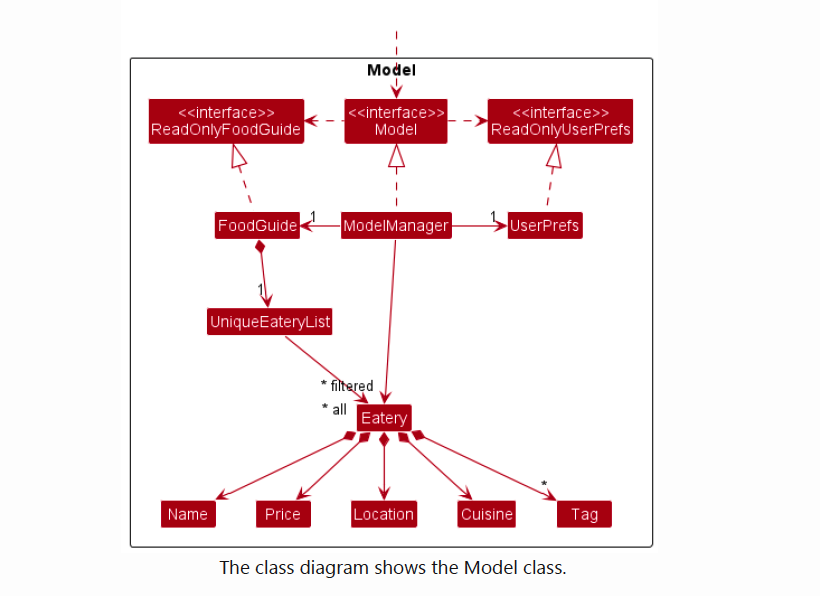 Model
<<interface>>
ReadOnlyFoodGuide
<<interface>>
Model
<<interface>>
ReadOnlyUserPrefs
FoodGuide
1
ModelManager
1
UserPrefs
1
UniqueEateryList
* filtered
* all
Eatery
*
Name
Price
Location
Cuisine
Tag
The class diagram shows the Model class.